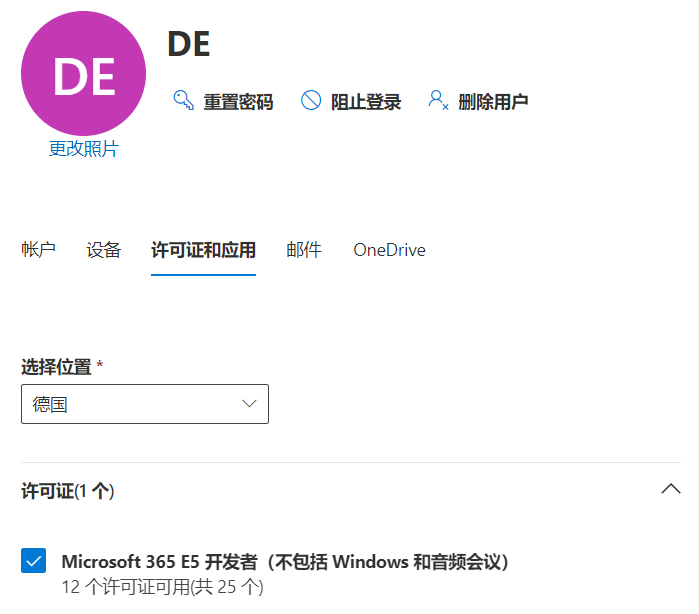 DE
DE
重置密码 阻止登录 删除用户
更改照片
帐户 设备 许可证和应用 邮件 OneDrive
选择位置 *
德国
许可证(1 个)
Microsoft 365 E5 开发者（不包括 Windows 和音频会议）
12 个许可证可用(共 25 个)